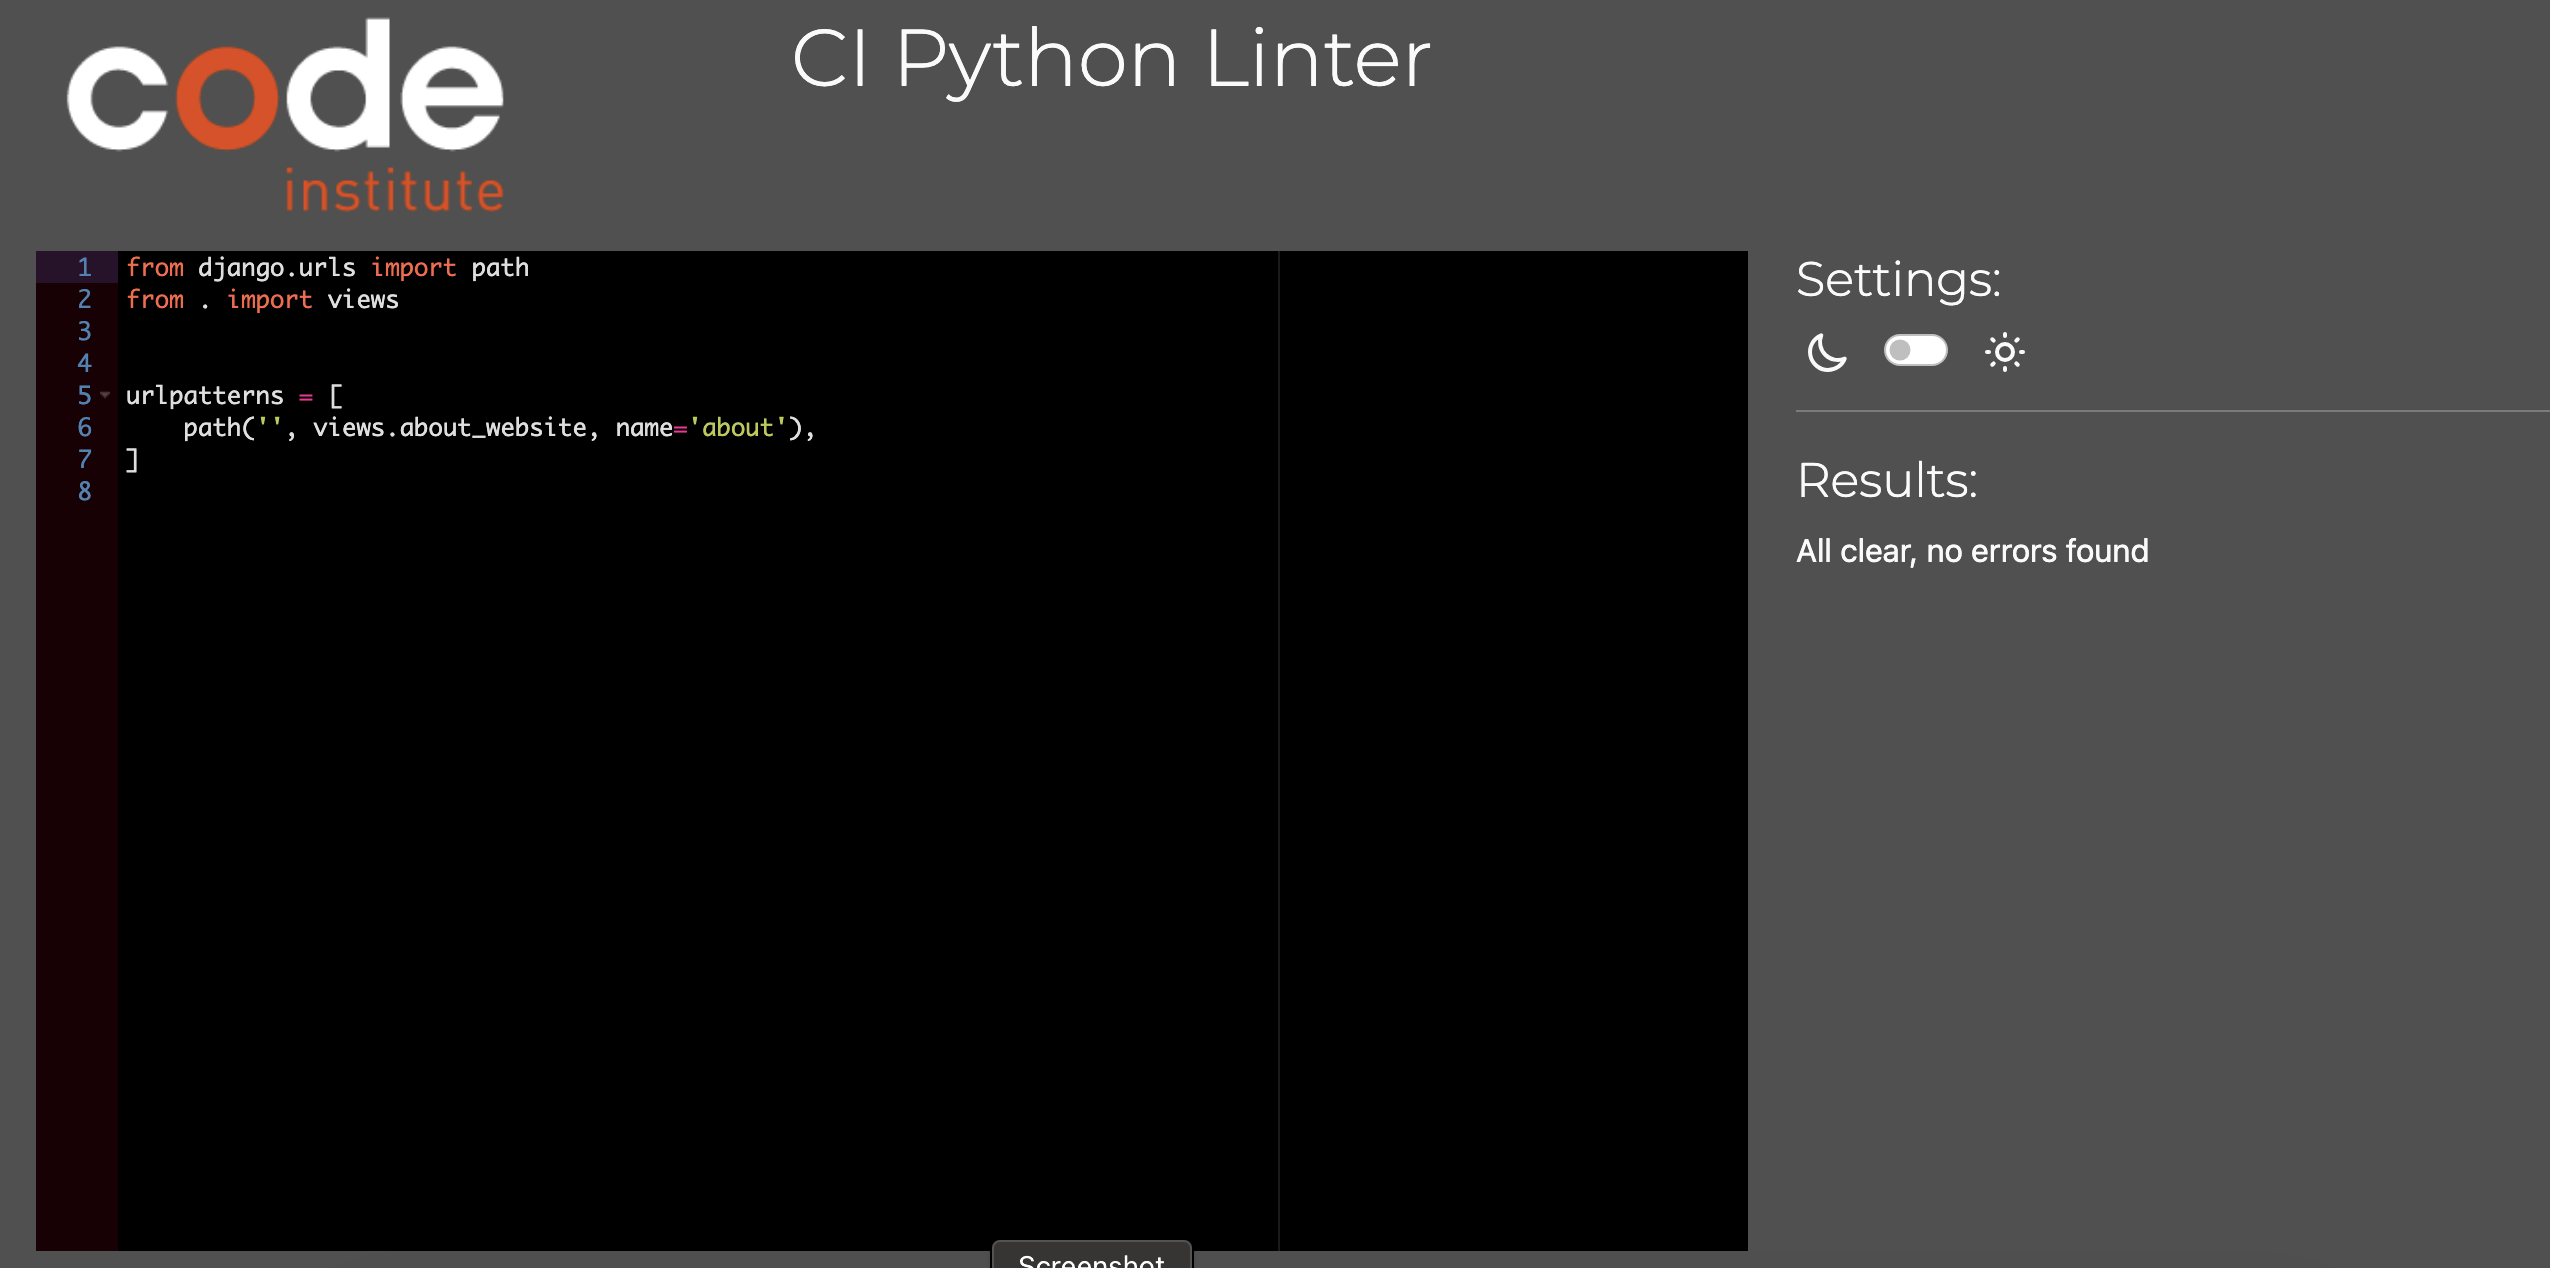 code
institute
CI Python Linter
1 from django.urls import path
2 from . import views
3
4
5 urlpatterns = [
6     path('', views.about_website, name='about'),
7 ]
8
Settings:
Results:
All clear, no errors found
Screenshot